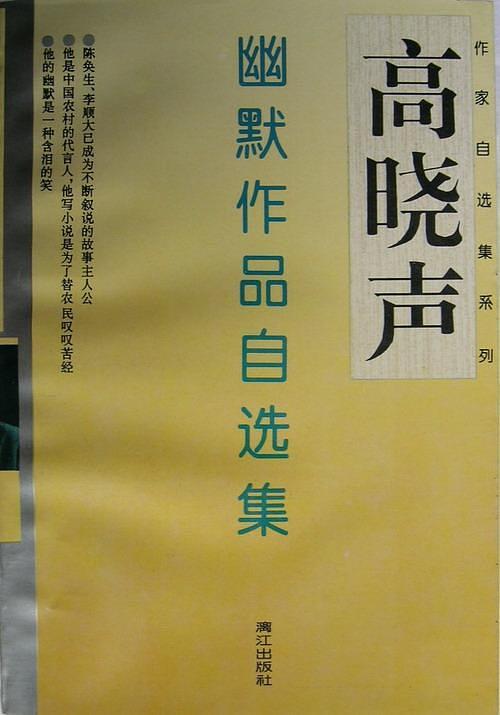 作家自选集系列
高晓声
幽默作品自选集
●陈奂生、李顺大已成为不断叙说的故事主人公
●他是中国农村的代言人，他写小说是为了替农民叹叹苦经
●他的幽默是一种含泪的笑
漓江出版社